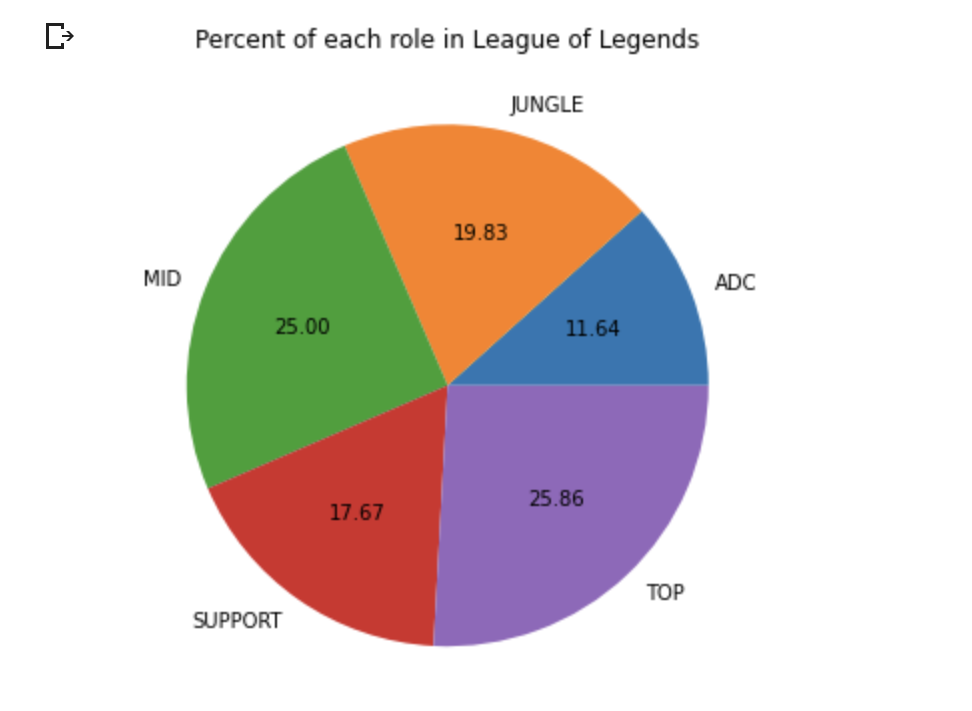 Percent of each role in League of Legends
JUNGLE
19.83
MID
ADC
25.00
11.64
25.86
17.67
TOP
SUPPORT